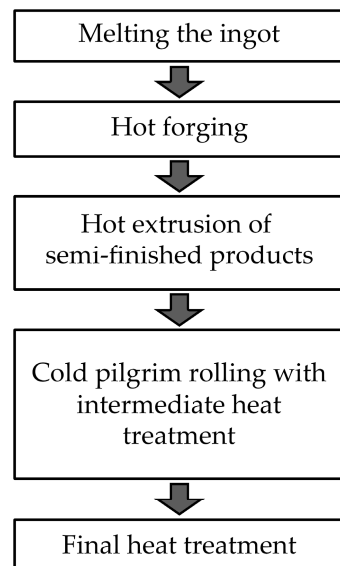 Melting the ingot
Hot forging
Hot extrusion of
semi-finished products
Cold pilgrim rolling with
intermediate heat
treatment
Final heat treatment